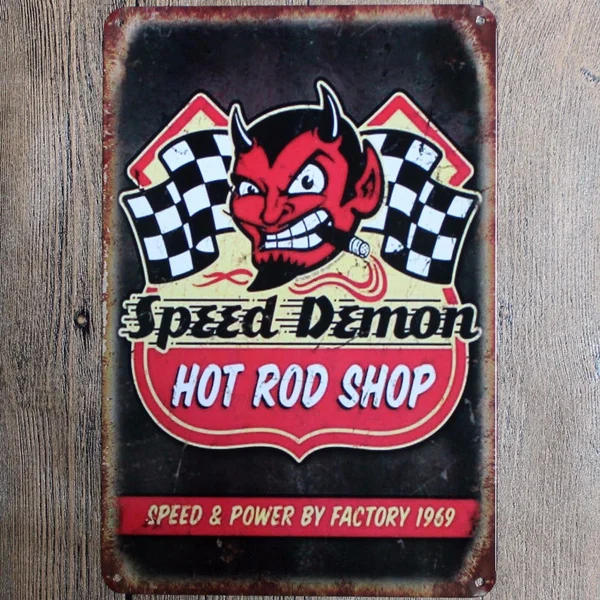 Speed Demon
HOT ROD SHOP
SPEED & POWER BY FACTORY 1969